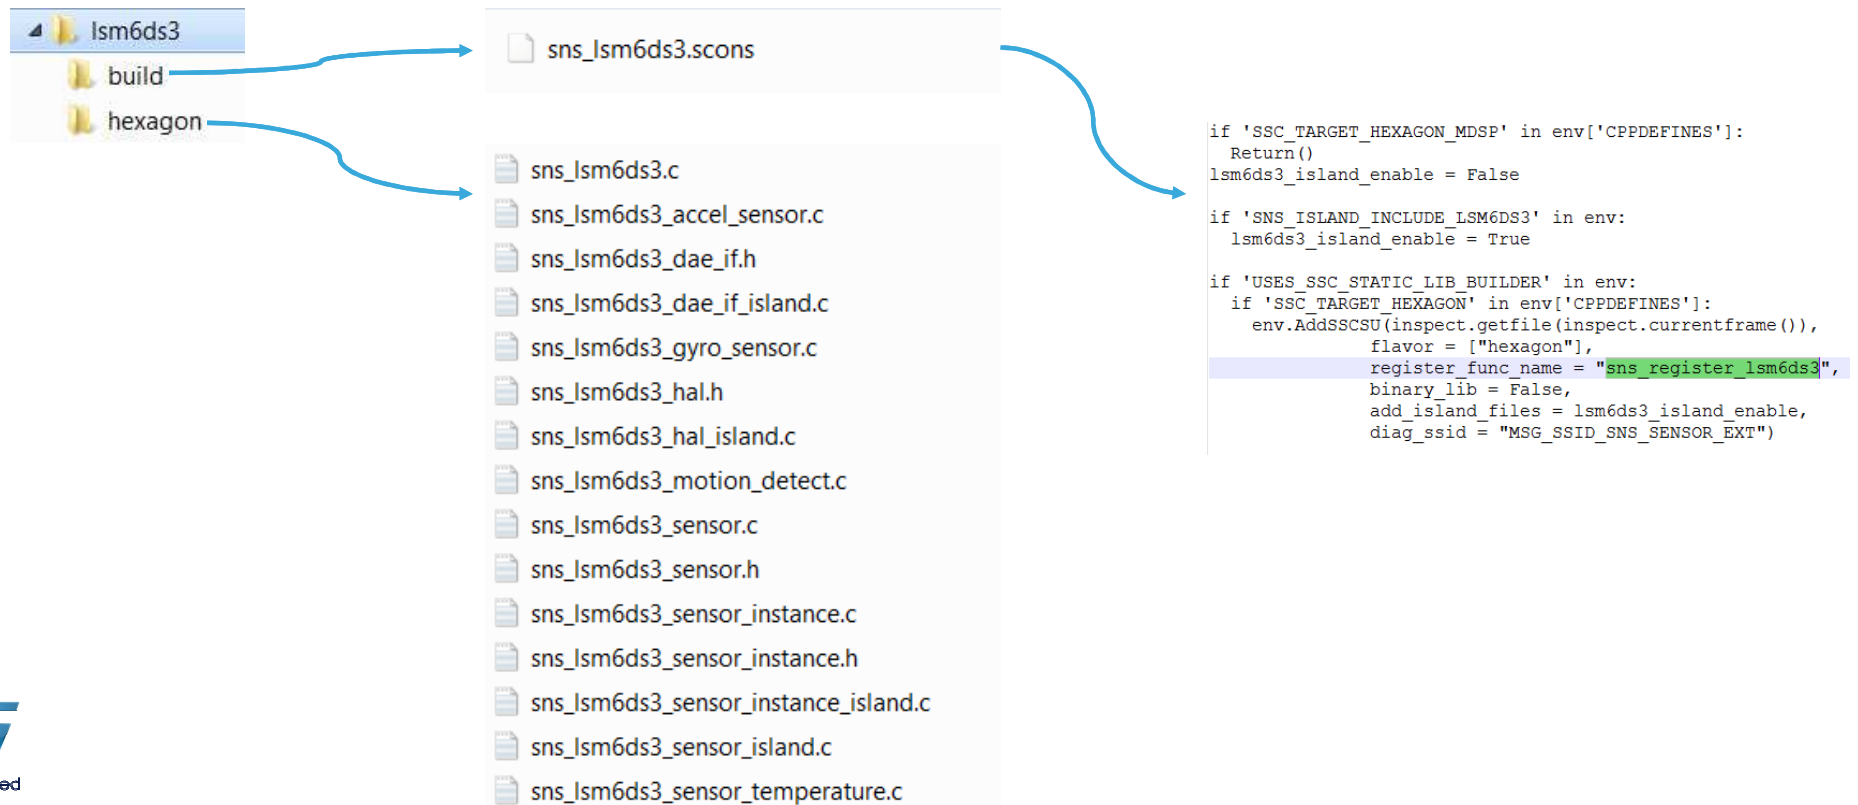 lsm6ds3
build
hexagon
sns_lsm6ds3.scons
sns_lsm6ds3.c
sns_lsm6ds3_accel_sensor.c
sns_lsm6ds3_dae_if.h
sns_lsm6ds3_dae_if_island.c
sns_lsm6ds3_gyro_sensor.c
sns_lsm6ds3_hal.h
sns_lsm6ds3_hal_island.c
sns_lsm6ds3_motion_detect.c
sns_lsm6ds3_sensor.c
sns_lsm6ds3_sensor.h
sns_lsm6ds3_sensor_instance.c
sns_lsm6ds3_sensor_instance.h
sns_lsm6ds3_sensor_instance_island.c
sns_lsm6ds3_sensor_island.c
sns_lsm6ds3_sensor_temperature.c
if 'SSC_TARGET_HEXAGON_MDSP' in env['CPPDEFINES']:
  Return()
lsm6ds3_island_enable = False
if 'SNS_ISLAND_INCLUDE_LSM6DS3' in env:
  lsm6ds3_island_enable = True
if 'USES_SSC_STATIC_LIB_BUILDER' in env:
  if 'SSC_TARGET_HEXAGON' in env['CPPDEFINES']:
    env.AddSSCSU(inspect.getfile(inspect.currentframe()),
               flavor = ["hexagon"],
               register_func_name = "sns_register_lsm6ds3",
               binary_lib = False,
               add_island_files = lsm6ds3_island_enable,
               diag_ssid = "MSG_SSID_SNS_SENSOR_EXT")
ed